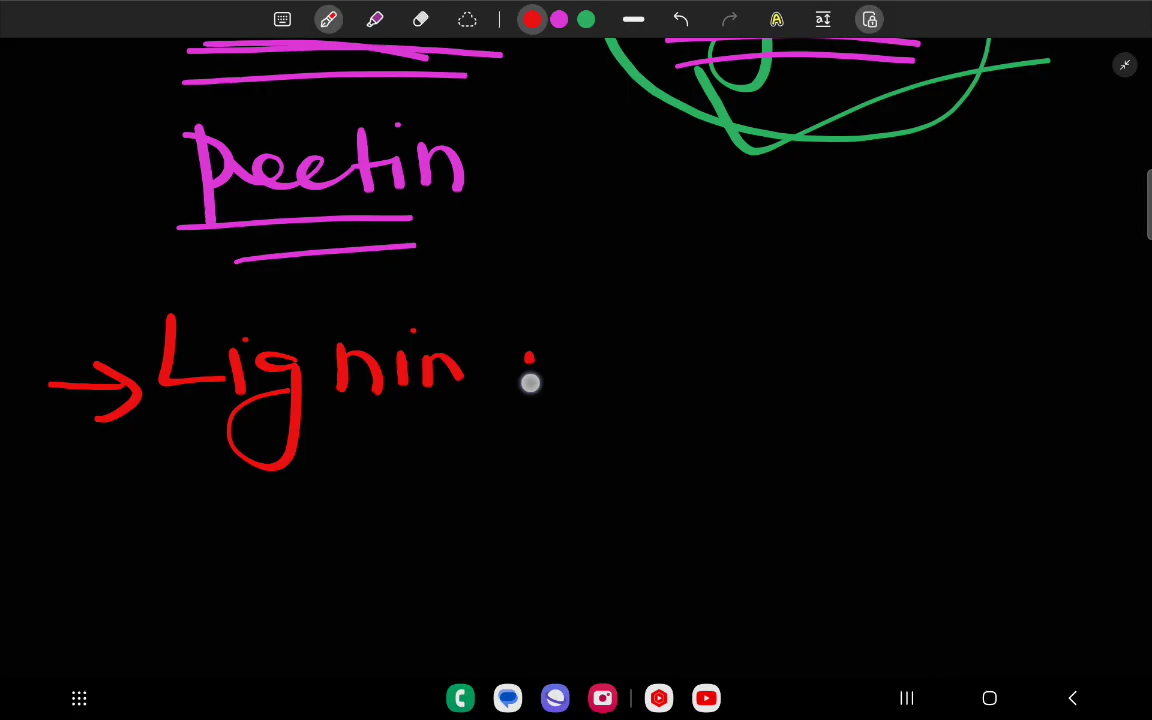 pectin
→ Lignin :